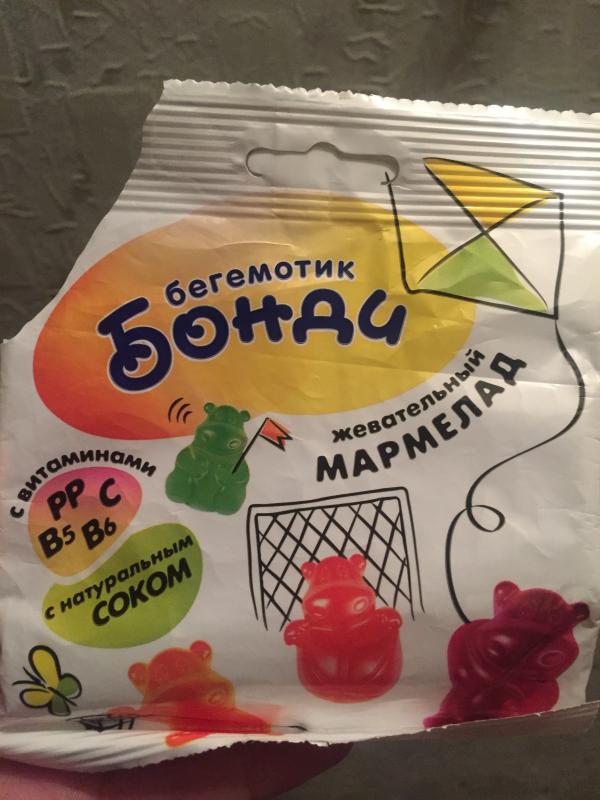 бегемотик
Бонди
жевательный
МАРМЕЛАД
с витаминами
PP C
B5 B6
с натуральным
СОКОМ